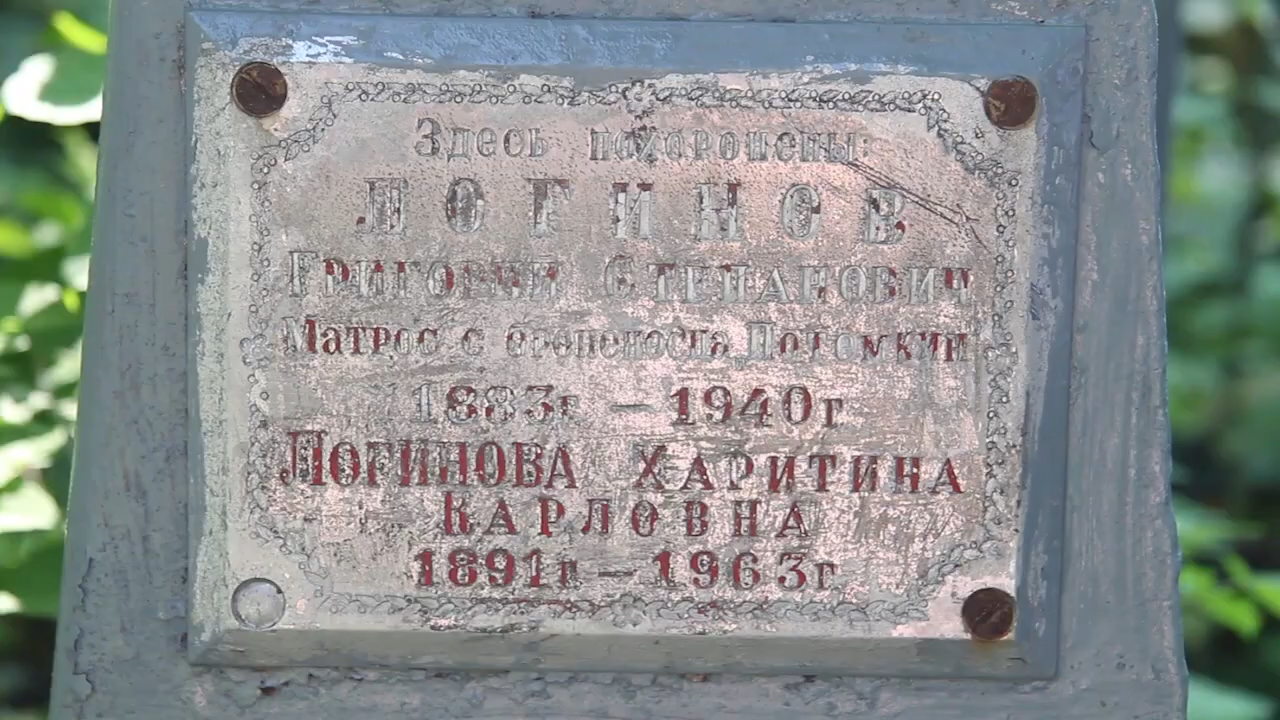 Здесь похоронены:
ЛОГИНОВ
ГРИГОРИЙ СТЕПАНОВИЧ
Матрос с броненосца Потемкин
1883г – 1940г
ЛОГИНОВА ХАРИТИНА
КАРЛОВНА
1891г – 1963г